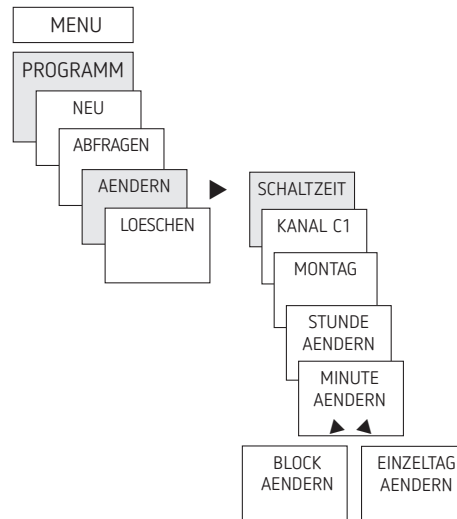 MENU
PROGRAMM
NEU
ABFRAGEN
AENDERN
LOESCHEN
SCHALTZEIT
KANAL C1
MONTAG
STUNDE
AENDERN
MINUTE
AENDERN
BLOCK
AENDERN
EINZELTAG
AENDERN